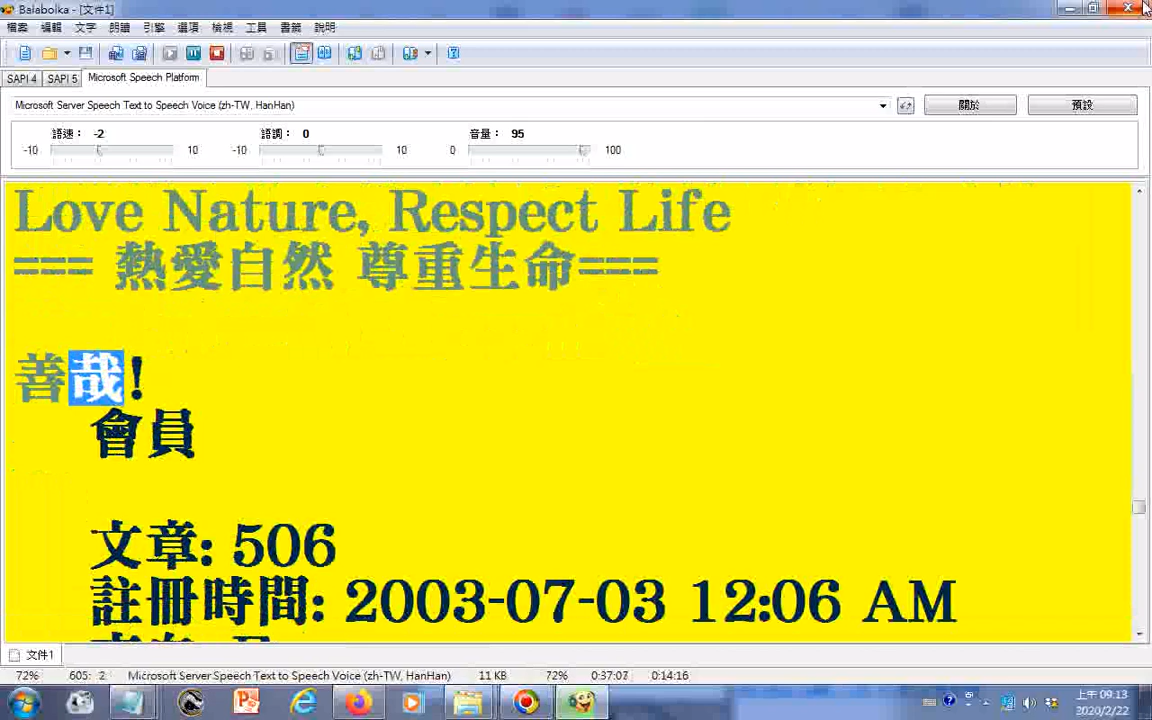 Balabolka - [文件1]
檔案 編輯 文字 朗讀 引擎 選項 檢視 工具 書籤 說明
SAPI 4 SAPI 5 Microsoft Speech Platform
Microsoft Server Speech Text to Speech Voice (zh-TW, HanHan) 關於 預設
語速： -2 語調： 0 音量： 95
-10 10 -10 10 0 100
Love Nature, Respect Life
=== 熱愛自然 尊重生命===
善哉!
會員
文章: 506
註冊時間: 2003-07-03 12:06 AM
文件1
72% 605: 2 Microsoft Server Speech Text to Speech Voice (zh-TW, HanHan) 11 KB 72% 0:37:07 0:14:16
上午 09:13
2020/2/22